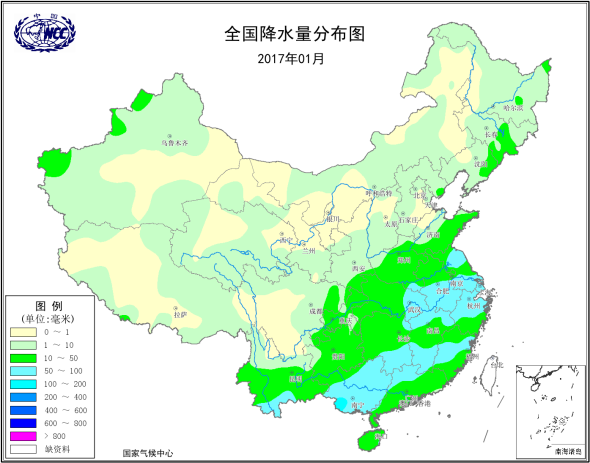 中国
NCC
全国降水量分布图
2017年01月
哈尔滨
长春
乌鲁木齐
沈阳
呼和浩特
北京
天津
银川
石家庄
太原
西宁
济南
兰州
郑州
西安
南京
合肥
上海
拉萨
成都
武汉
杭州
重庆
南昌
长沙
贵阳
福州
台北
昆明
南宁
香港
海口
图 例
(单位:毫米)
0 ~ 1
1 ~ 10
10 ~ 50
50 ~ 100
100 ~ 200
200 ~ 400
400 ~ 600
600 ~ 800
> 800
缺资料
国家气候中心
南海诸岛